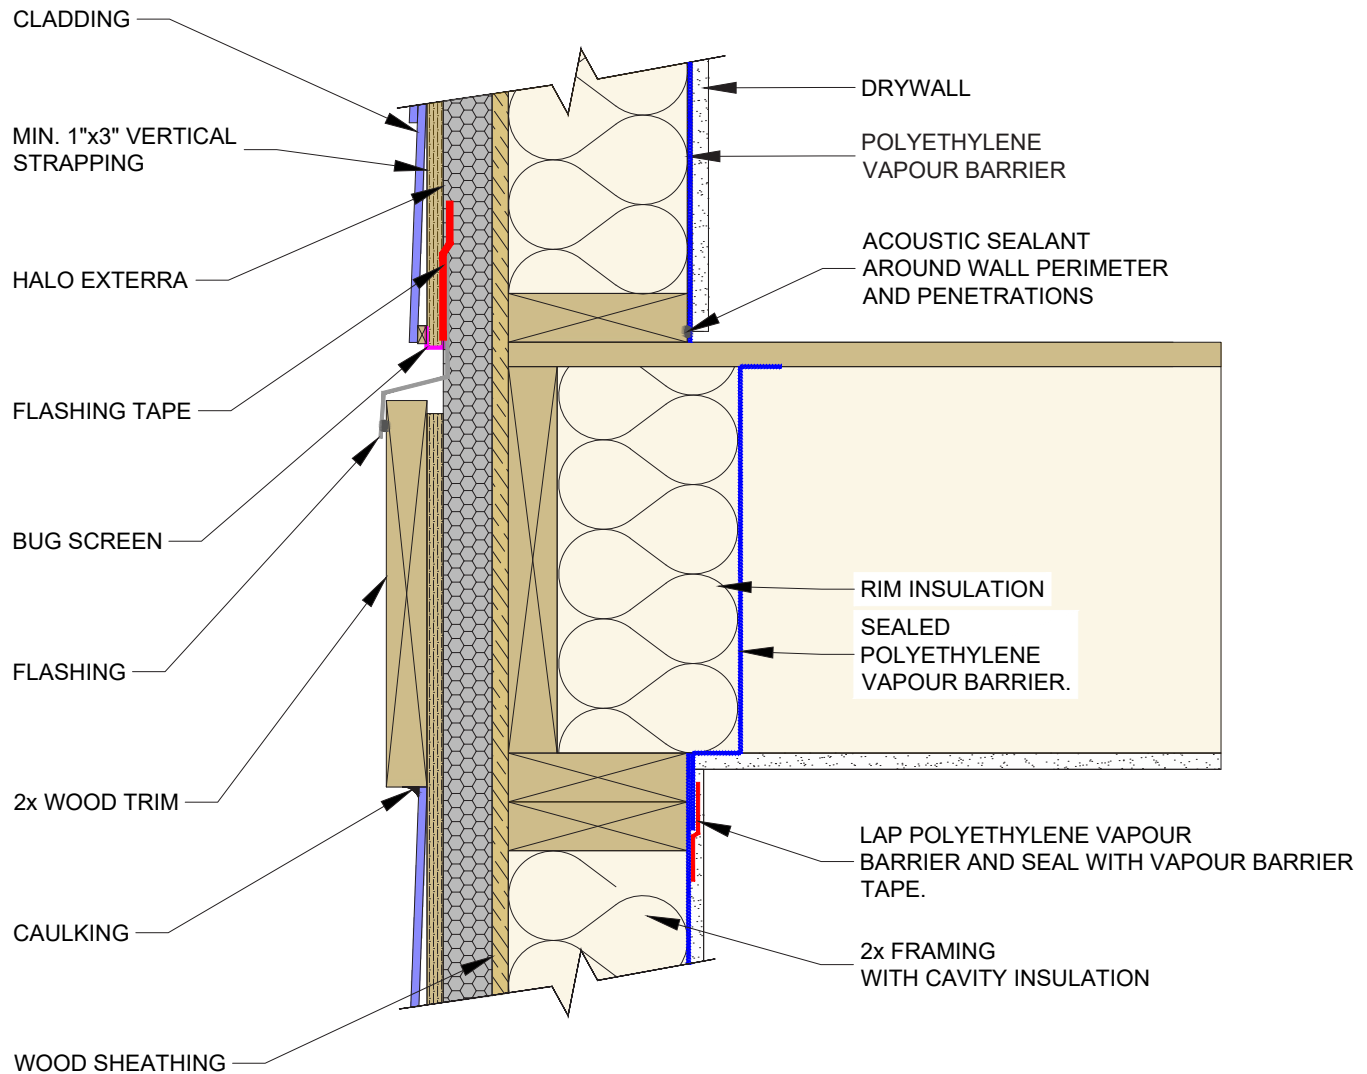 CLADDING
MIN. 1"x3" VERTICAL
STRAPPING
HALO EXTERRA
FLASHING TAPE
BUG SCREEN
FLASHING
2x WOOD TRIM
CAULKING
WOOD SHEATHING
DRYWALL
POLYETHYLENE
VAPOUR BARRIER
ACOUSTIC SEALANT
AROUND WALL PERIMETER
AND PENETRATIONS
RIM INSULATION
SEALED
POLYETHYLENE
VAPOUR BARRIER.
LAP POLYETHYLENE VAPOUR
BARRIER AND SEAL WITH VAPOUR BARRIER
TAPE.
2x FRAMING
WITH CAVITY INSULATION